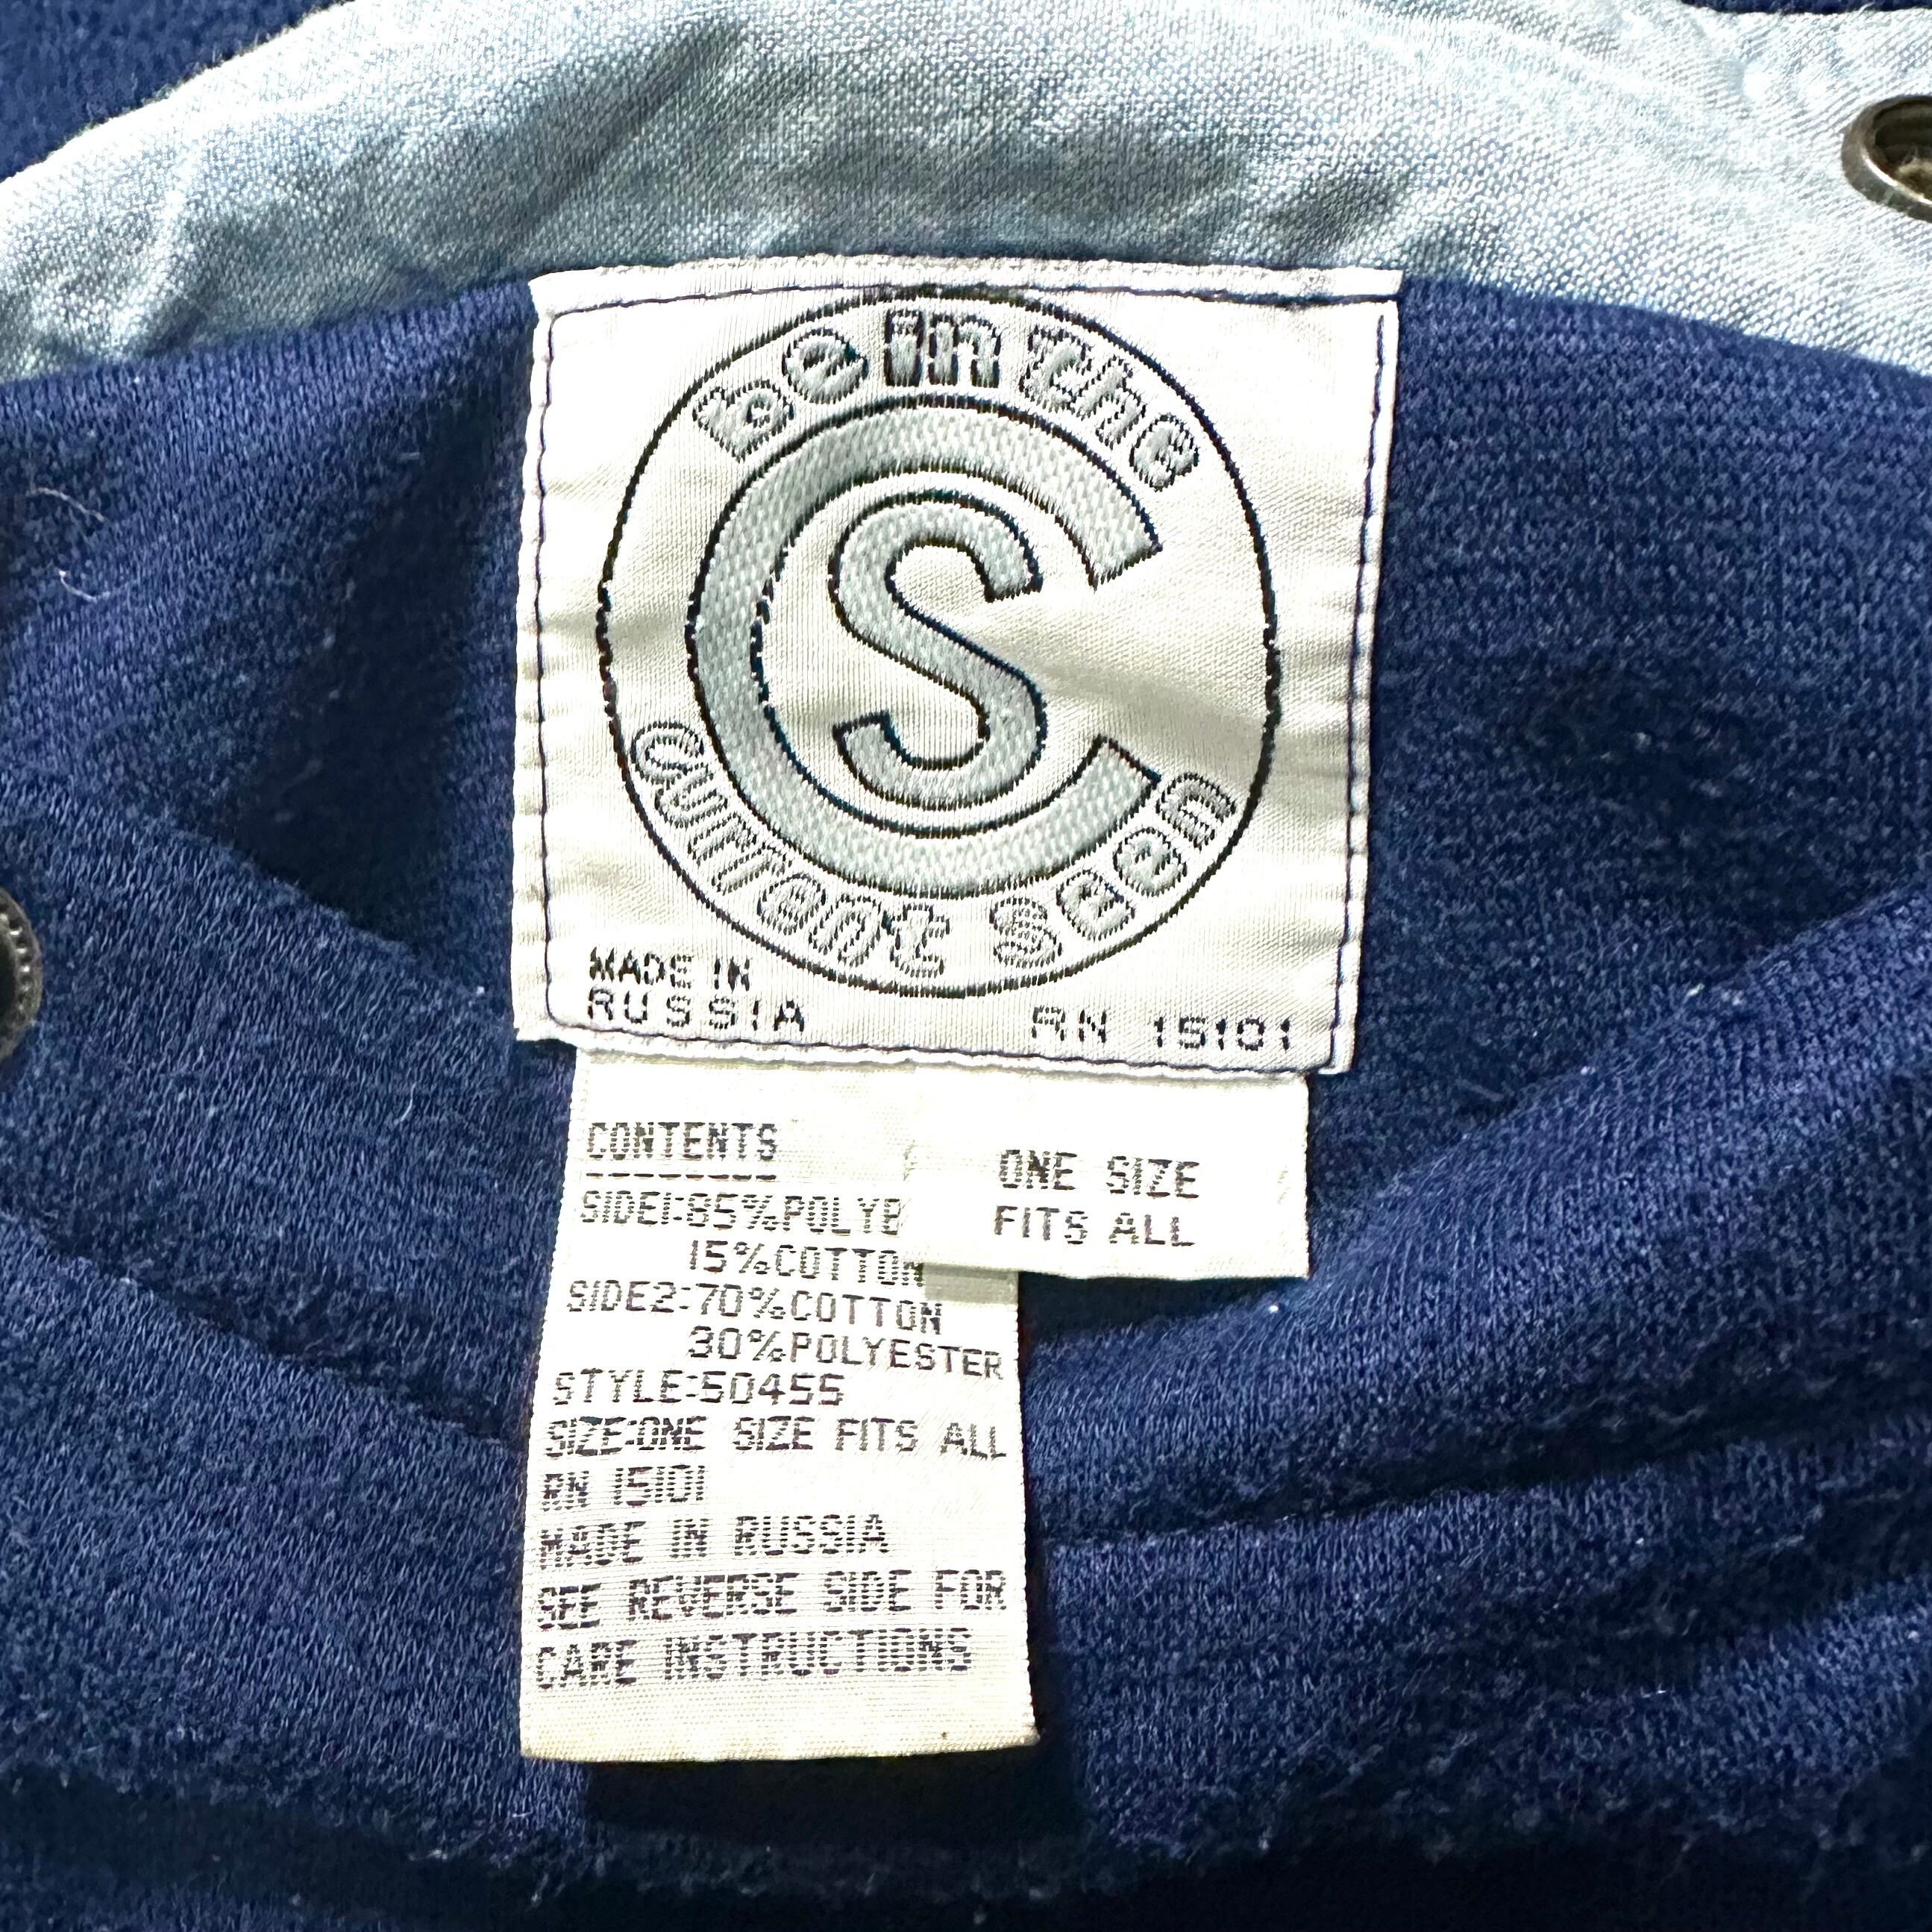 be in the
CS
current seen
MADE IN
RUSSIA
RN 15101
CONTENTS
ONE SIZE
FITS ALL
SIDE1:85%POLYE
15%COTTON
SIDE2:70%COTTON
30%POLYESTER
STYLE:50455
SIZE:ONE SIZE FITS ALL
RN 15101
MADE IN RUSSIA
SEE REVERSE SIDE FOR
CARE INSTRUCTIONS